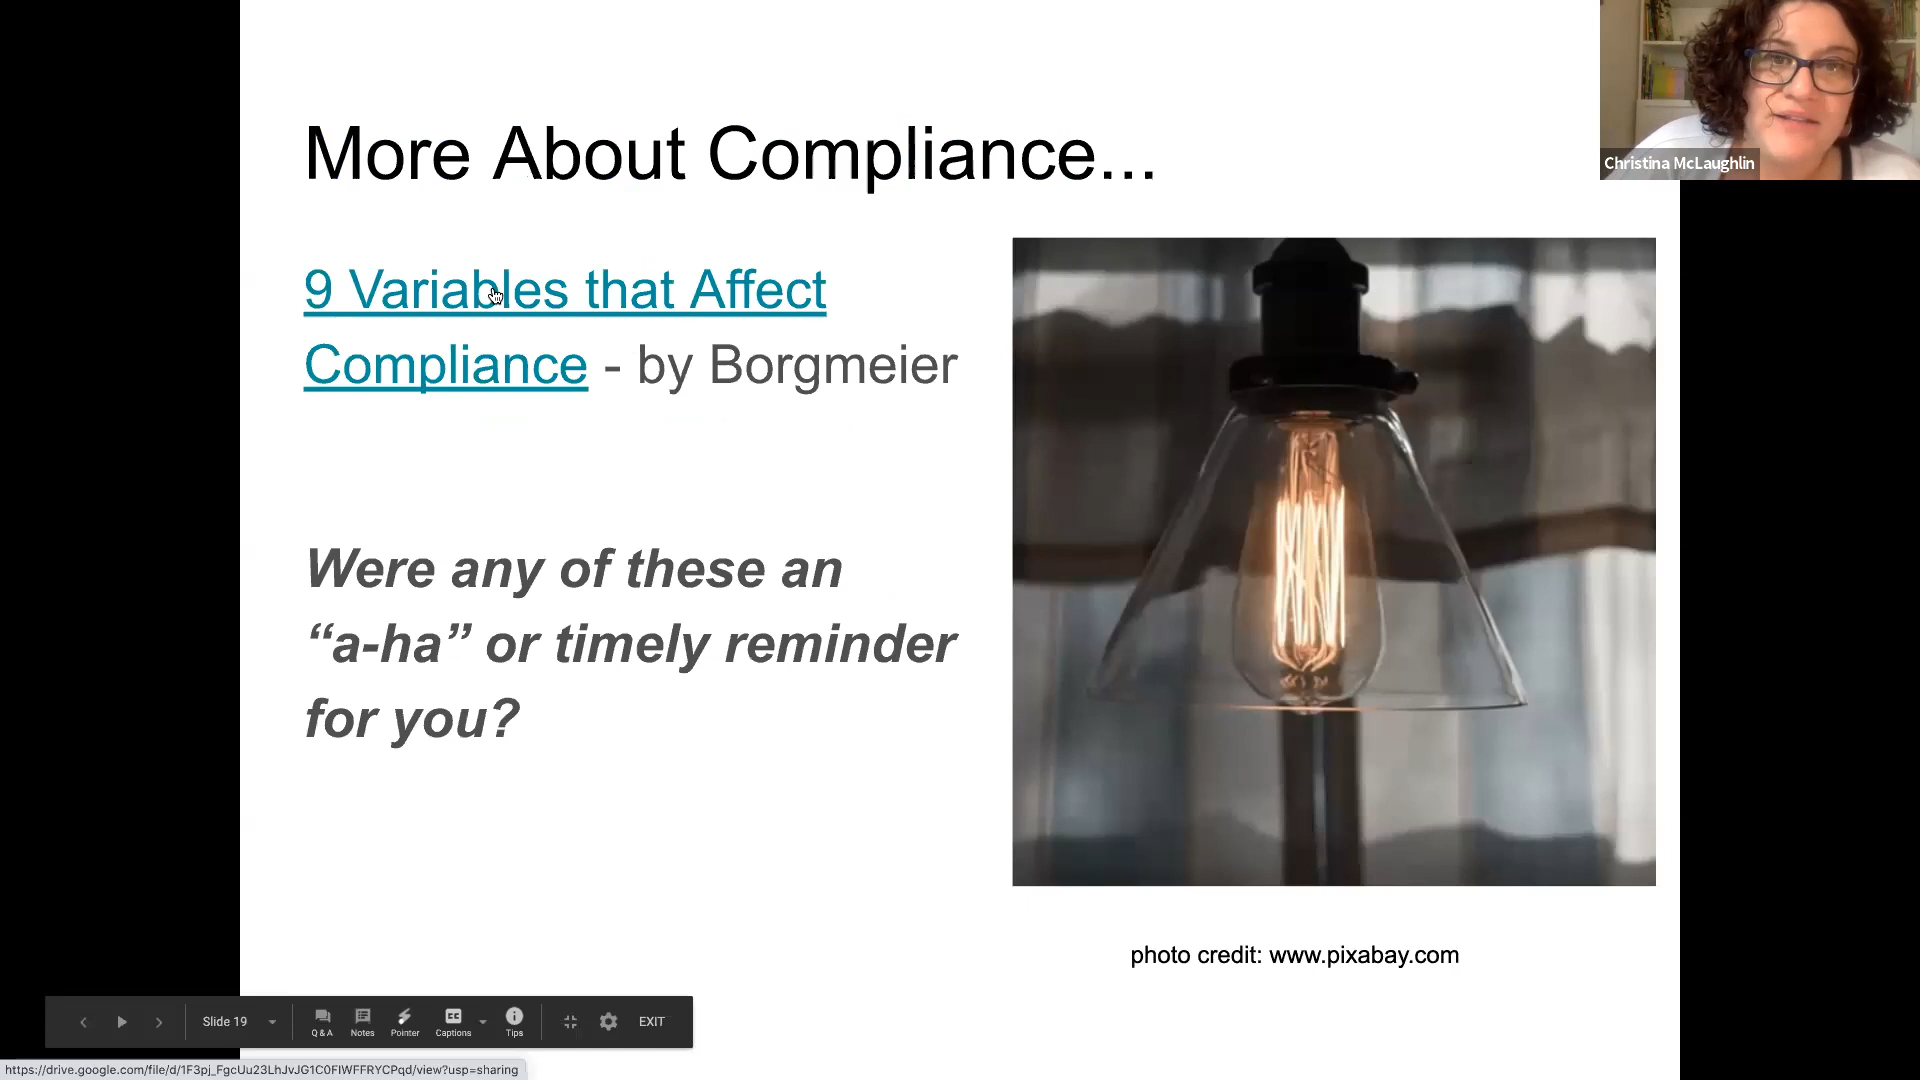 More About Compliance...
Christina McLaughlin
9 Variables that Affect
Compliance - by Borgmeier
Were any of these an
“a-ha” or timely reminder
for you?
photo credit: www.pixabay.com
Slide 19
Q & A
Notes
Pointer
CC
Captions
Tips
EXIT
https://drive.google.com/file/d/1F3pj_FgcUu23LhJvJG1C0FIWFFRYCPqd/view?usp=sharing